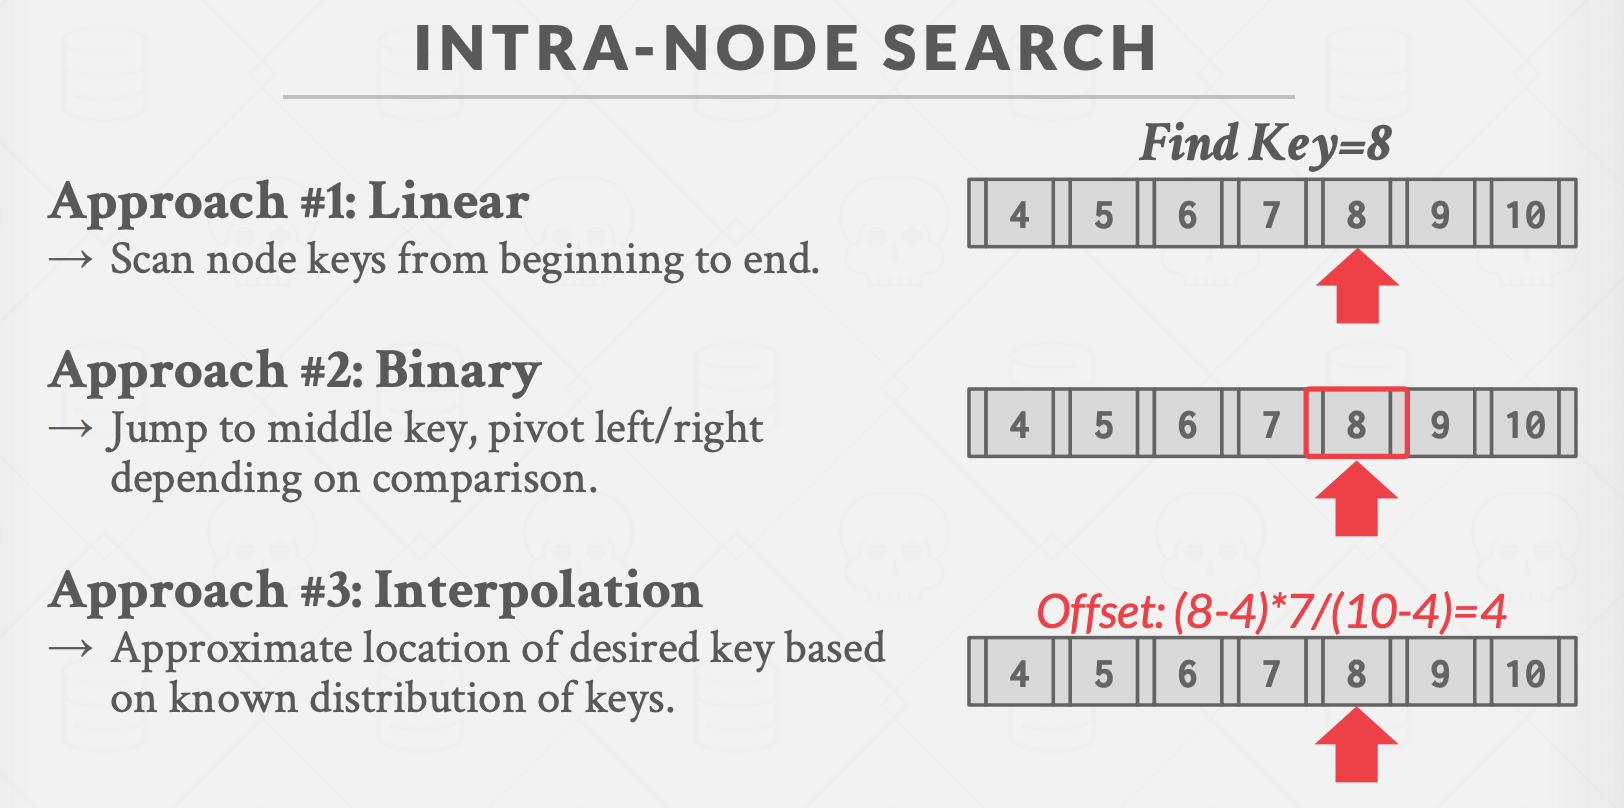 INTRA-NODE SEARCH
Find Key=8
Approach #1: Linear
→ Scan node keys from beginning to end.
4 5 6 7 8 9 10
Approach #2: Binary
→ Jump to middle key, pivot left/right
depending on comparison.
4 5 6 7 8 9 10
Approach #3: Interpolation
→ Approximate location of desired key based
on known distribution of keys.
Offset: (8-4)*7/(10-4)=4
4 5 6 7 8 9 10